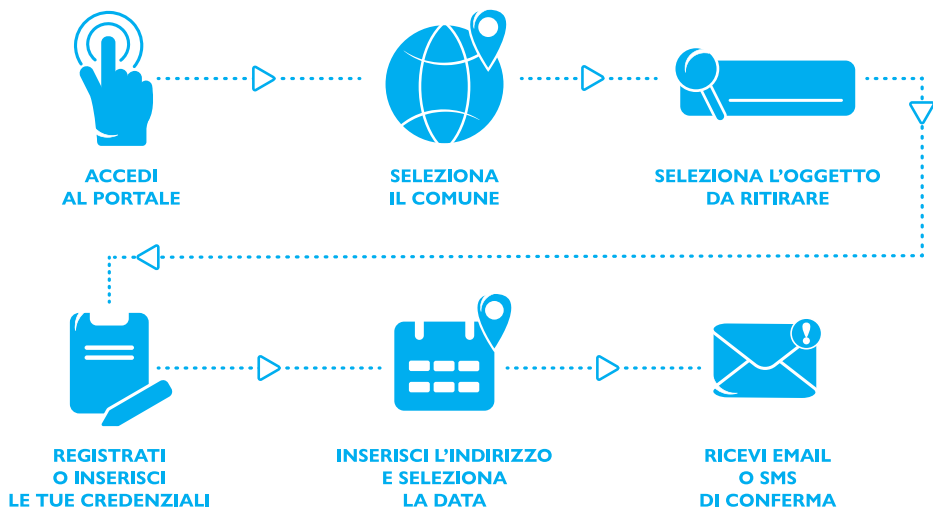 ACCEDI
AL PORTALE
SELEZIONA
IL COMUNE
SELEZIONA L'OGGETTO
DA RITIRARE
REGISTRATI
O INSERISCI
LE TUE CREDENZIALI
INSERISCI L'INDIRIZZO
E SELEZIONA
LA DATA
RICEVI EMAIL
O SMS
DI CONFERMA